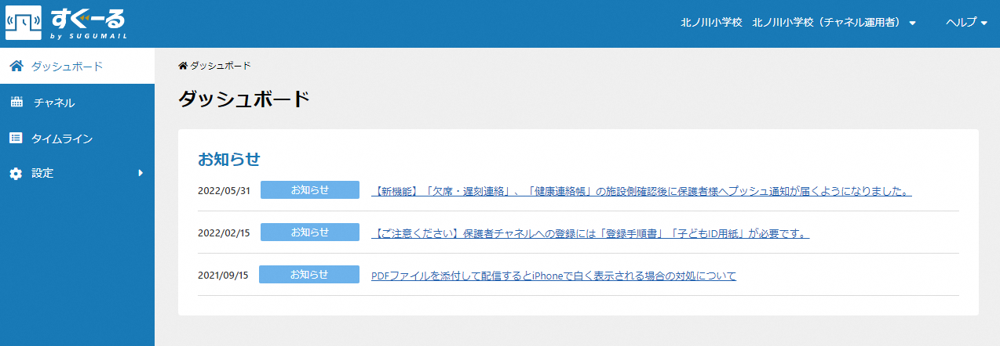 すぐーる
by SUGUMAIL
北ノ川小学校　北ノ川小学校（チャネル運用者）
ヘルプ
ダッシュボード
チャネル
タイムライン
設定
ダッシュボード
ダッシュボード
お知らせ
2022/05/31 お知らせ 【新機能】「欠席・遅刻連絡」、「健康連絡帳」の施設側確認後に保護者様へプッシュ通知が届くようになりました。
2022/02/15 お知らせ 【ご注意ください】保護者チャネルへの登録には「登録手順書」「子どもID用紙」が必要です。
2021/09/15 お知らせ PDFファイルを添付して配信するとiPhoneで白く表示される場合の対処について